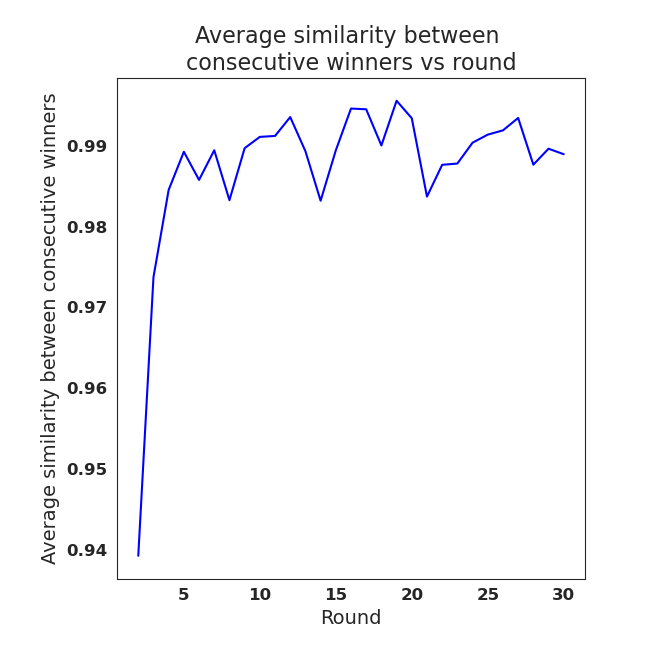 Average similarity between
consecutive winners vs round
Average similarity between consecutive winners
0.99
0.98
0.97
0.96
0.95
0.94
5 10 15 20 25 30
Round